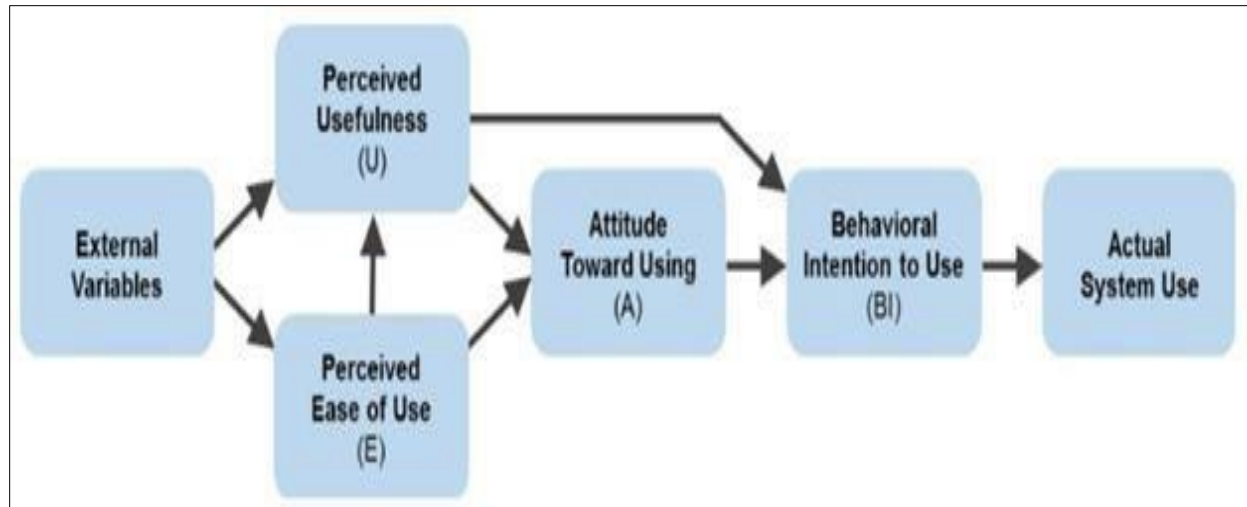 External
Variables
Perceived
Usefulness
(U)
Perceived
Ease of Use
(E)
Attitude
Toward Using
(A)
Behavioral
Intention to Use
(BI)
Actual
System Use